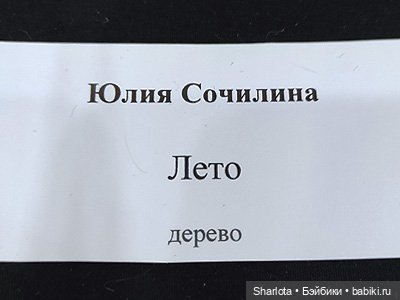 Юлия Сочилина
Лето
дерево
Sharlota • Бэйбики • babiki.ru